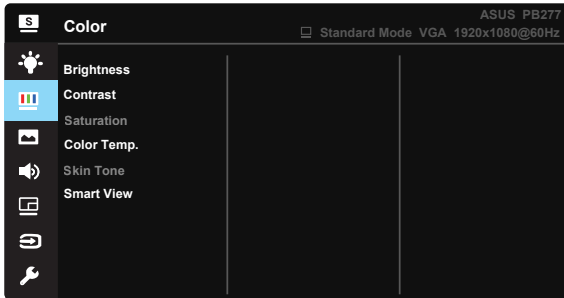 S
Color
ASUS PB277
Standard Mode VGA 1920x1080@60Hz
Brightness
Contrast
Saturation
Color Temp.
Skin Tone
Smart View